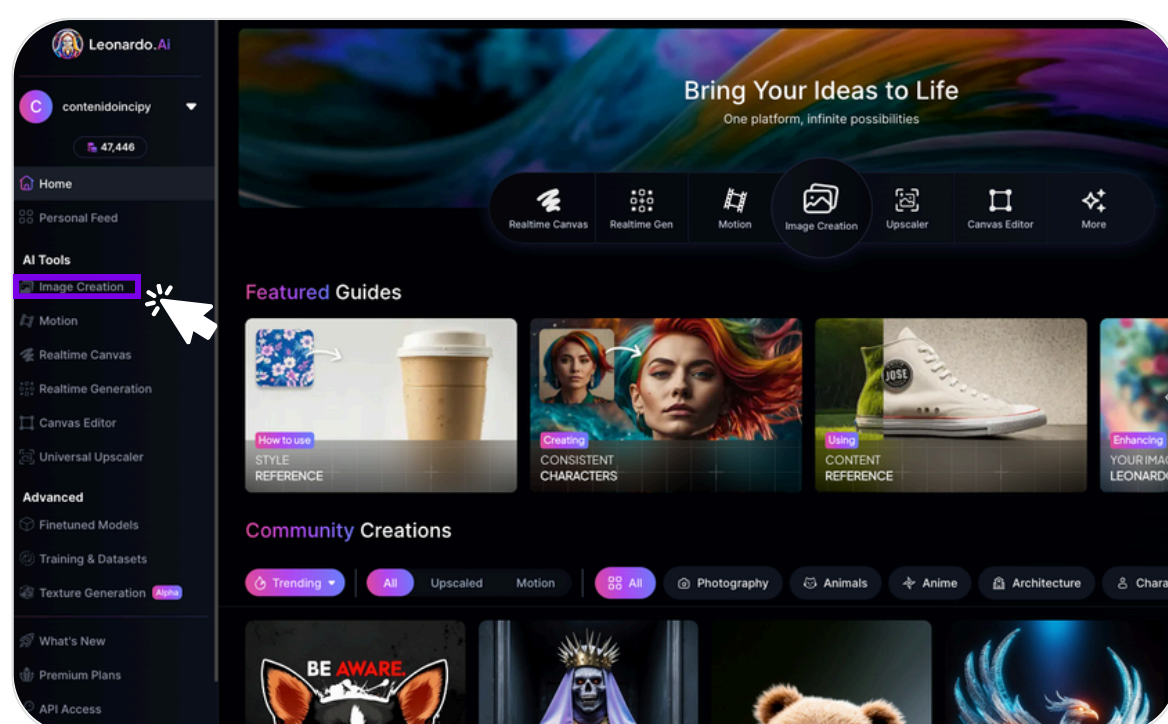 Leonardo.Ai
C
contenidoincipy
47,446
Home
Personal Feed
AI Tools
Image Creation
Motion
Realtime Canvas
Realtime Generation
Canvas Editor
Universal Upscaler
Advanced
Finetuned Models
Training & Datasets
Texture Generation Alpha
What's New
Premium Plans
API Access
Bring Your Ideas to Life
One platform, infinite possibilities
Realtime Canvas
Realtime Gen
Motion
Image Creation
Upscaler
Canvas Editor
More
Featured Guides
How to use
STYLE
REFERENCE
Creating
CONSISTENT
CHARACTERS
JOSE
Using
CONTENT
REFERENCE
Enhancing
YOUR IMAG
LEONARDO
Community Creations
Trending
All
Upscaled
Motion
All
Photography
Animals
Anime
Architecture
Chara
BE AWARE.